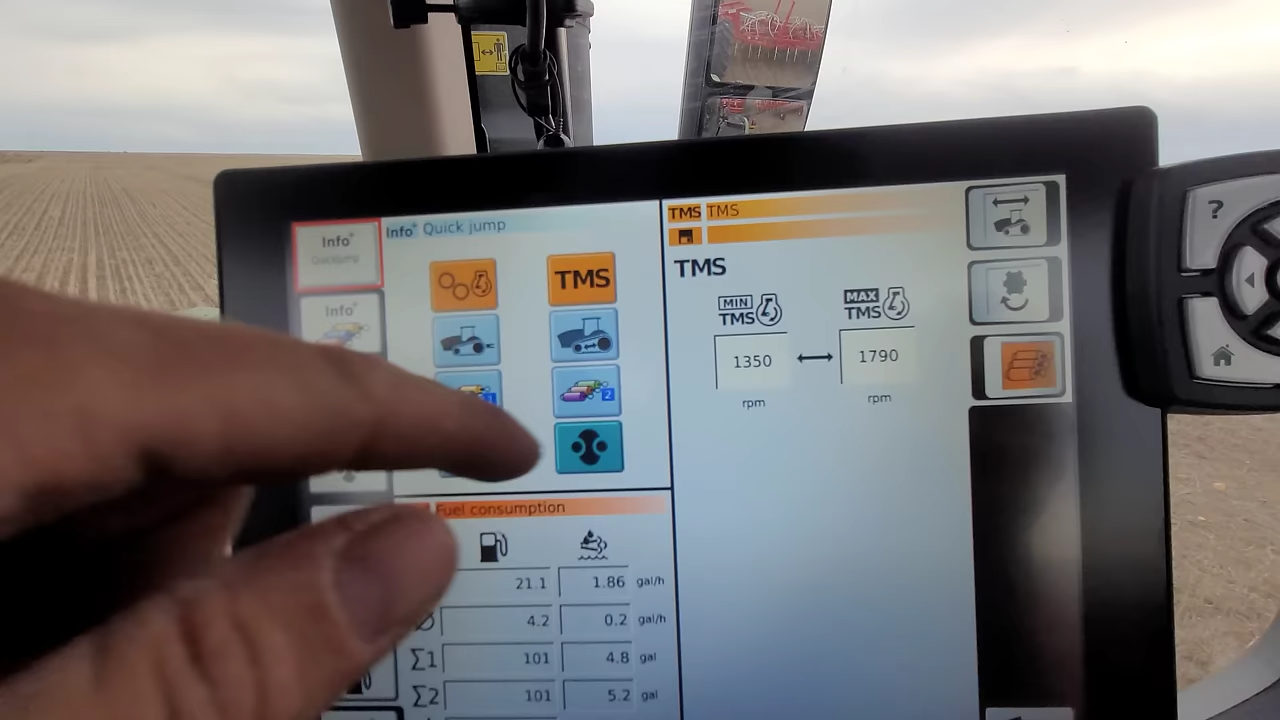 Info+
Quickjump
Info+
Info+ Quick jump
TMS
1
2
Fuel consumption
21.1 1.86 gal/h
Ø 4.2 0.2 gal/h
Σ1 101 4.8 gal
Σ2 101 5.2 gal
TMS TMS
TMS
MIN
TMS
MAX
TMS
1350
1790
rpm
rpm
?